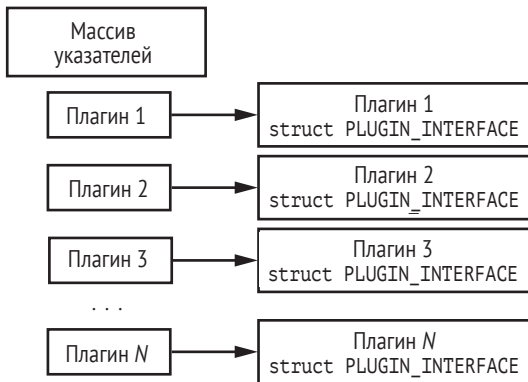 Массив
указателей
Плагин 1
Плагин 1
struct PLUGIN_INTERFACE
Плагин 2
Плагин 2
struct PLUGIN_INTERFACE
Плагин 3
Плагин 3
struct PLUGIN_INTERFACE
. . .
Плагин N
Плагин N
struct PLUGIN_INTERFACE